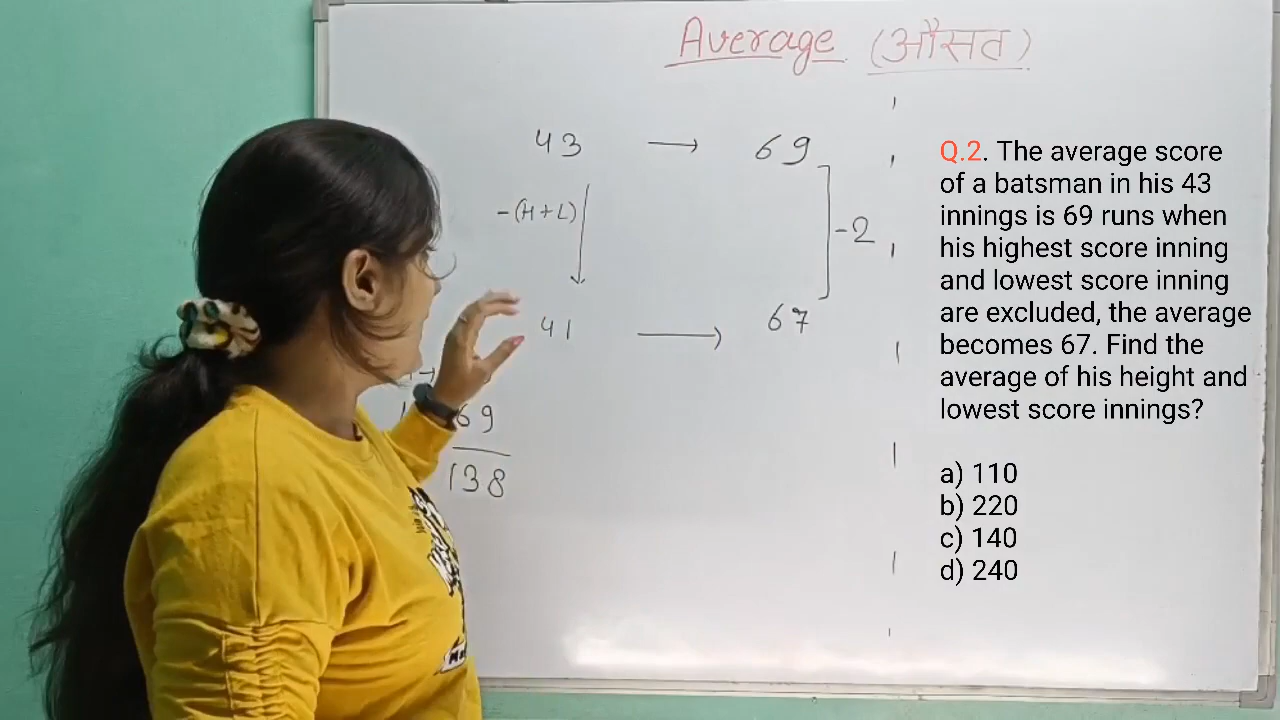 Average (औसत)
43 → 69
-(H+L)
-2
41 → 67
69
138
Q.2. The average score
of a batsman in his 43
innings is 69 runs when
his highest score inning
and lowest score inning
are excluded, the average
becomes 67. Find the
average of his height and
lowest score innings?
a) 110
b) 220
c) 140
d) 240